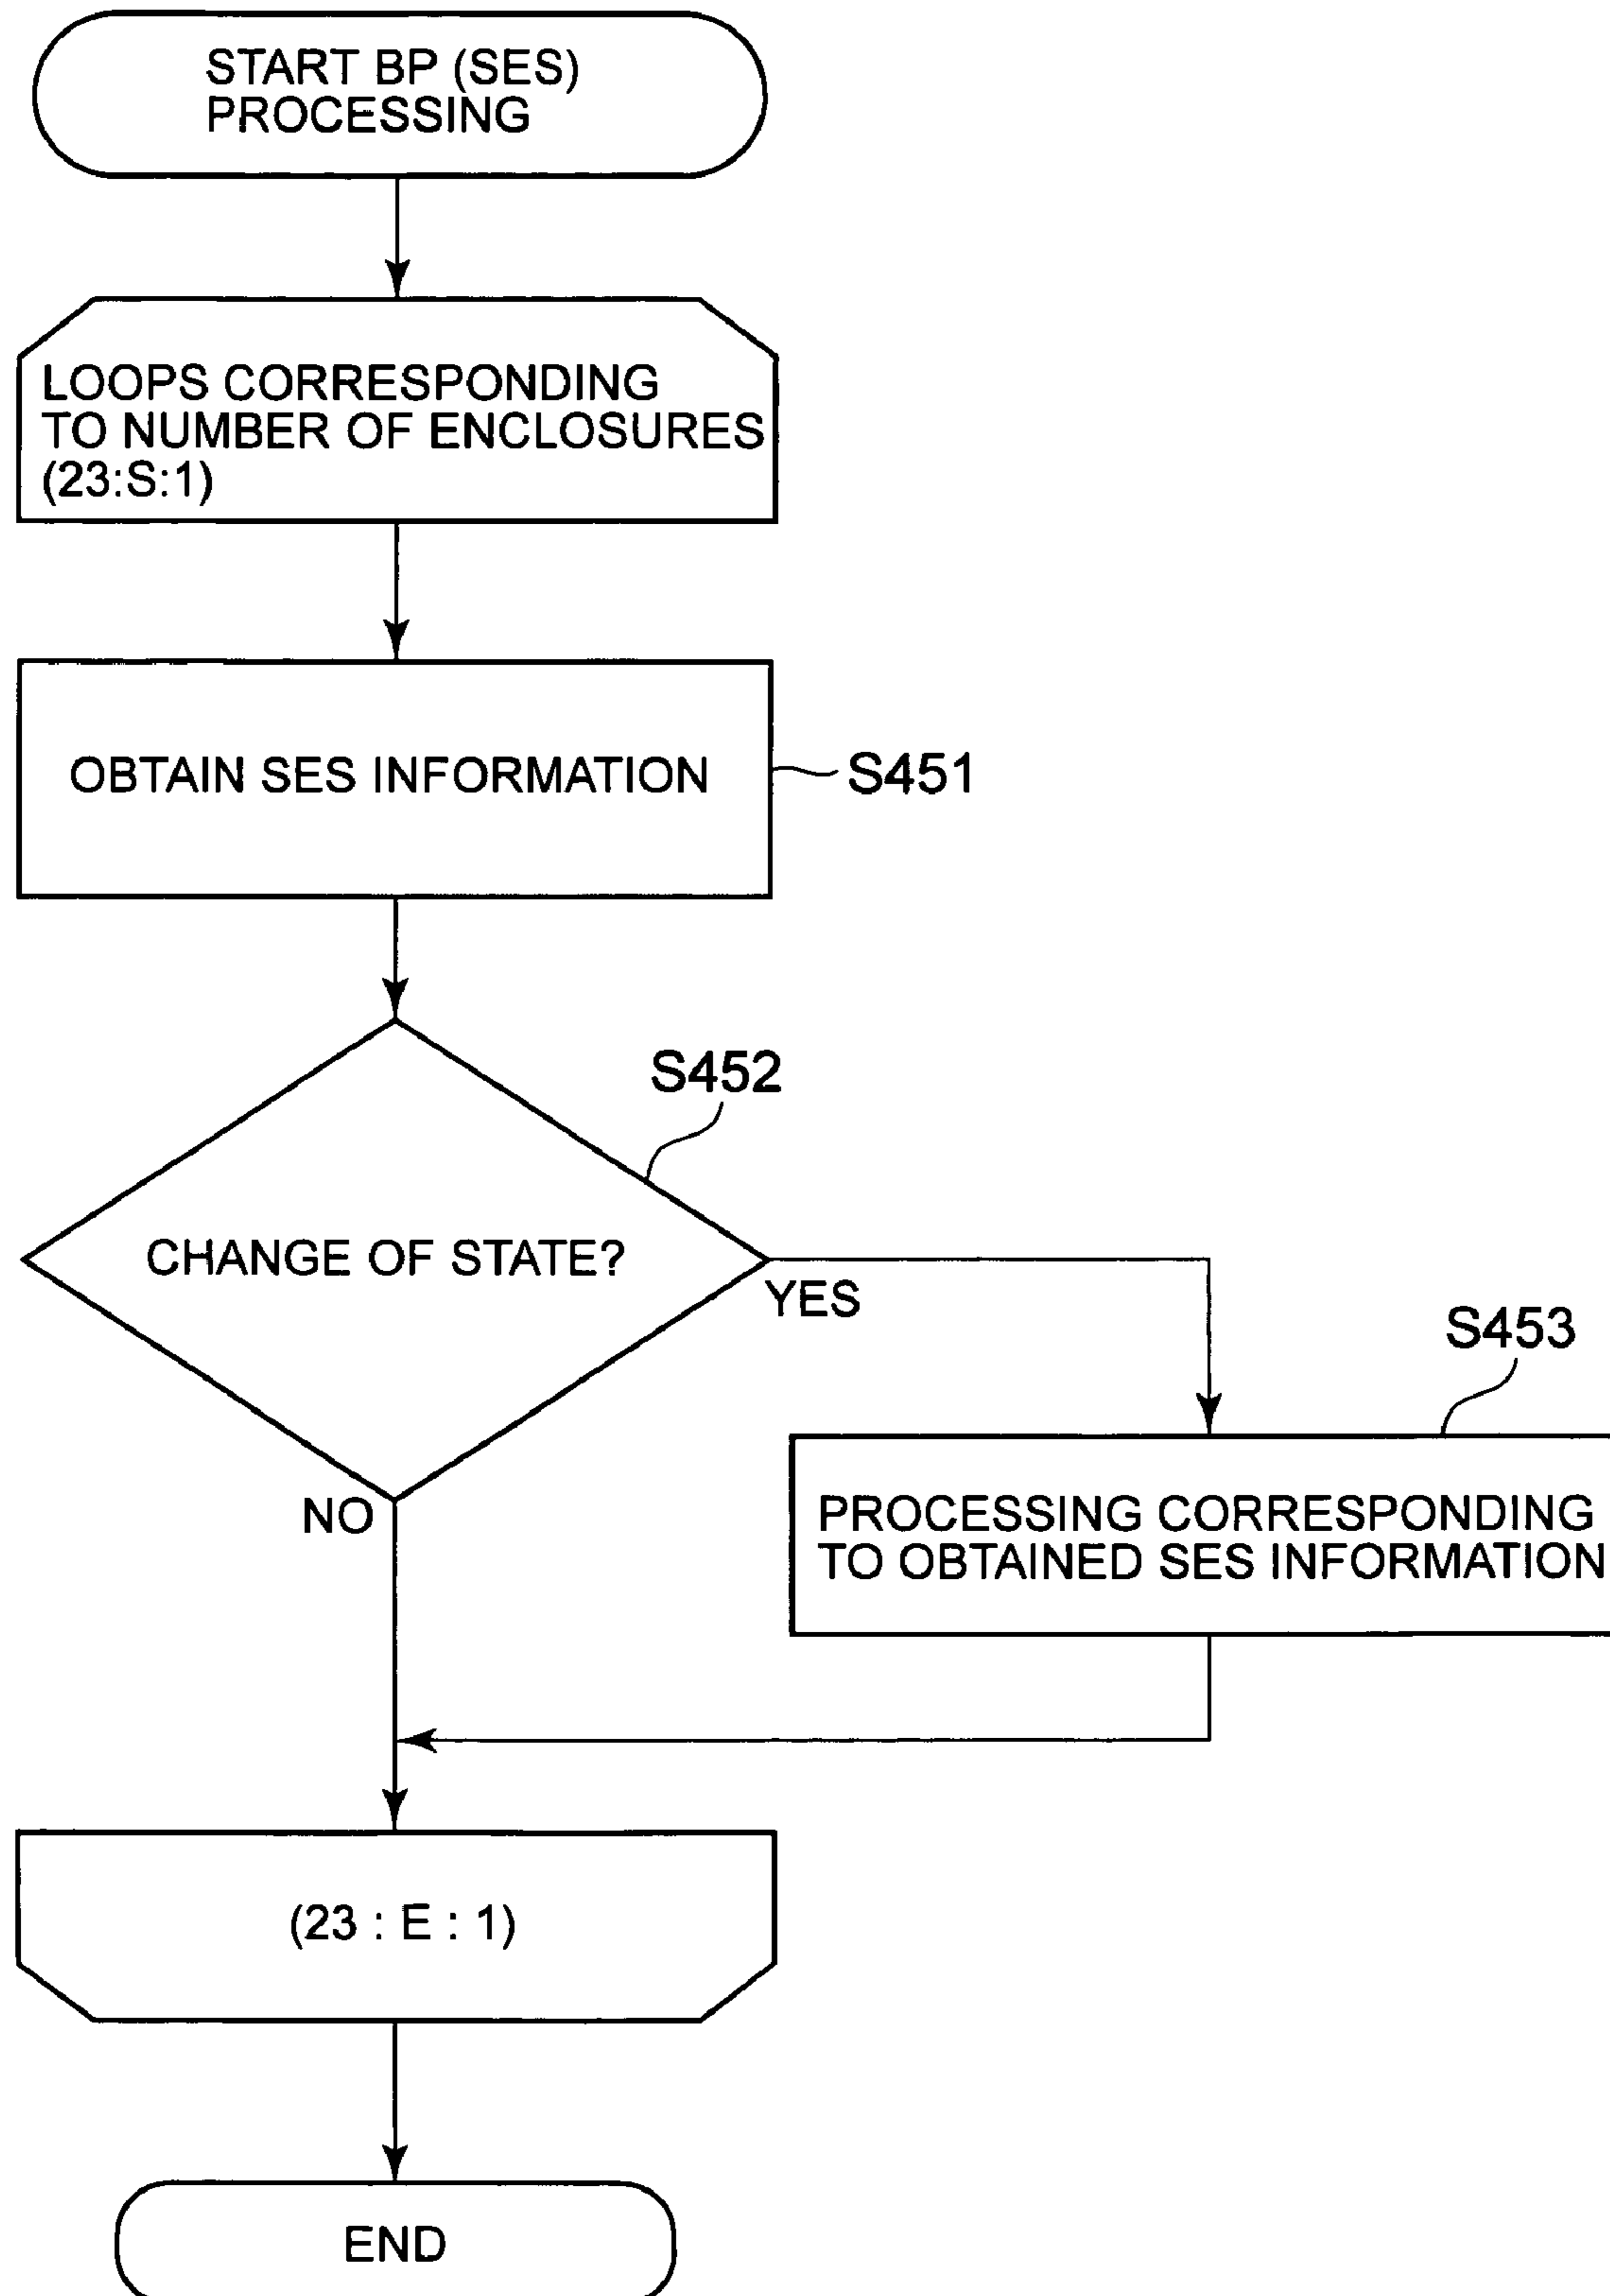 START BP (SES)
PROCESSING
LOOPS CORRESPONDING
TO NUMBER OF ENCLOSURES
(23:S:1)
OBTAIN SES INFORMATION
S451
S452
CHANGE OF STATE?
YES
S453
NO
PROCESSING CORRESPONDING
TO OBTAINED SES INFORMATION
(23 : E : 1)
END